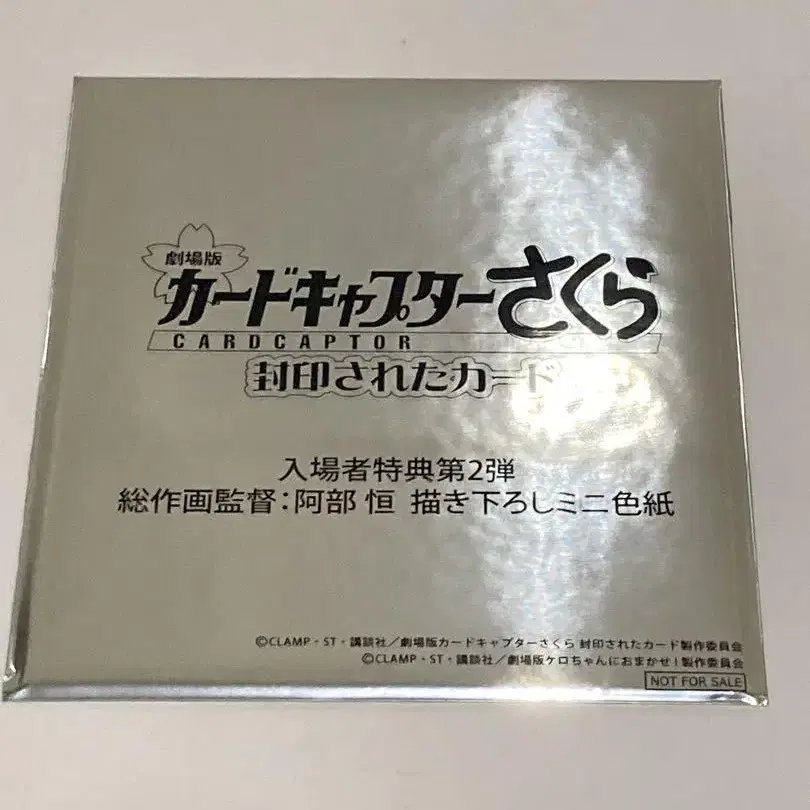 劇場版
カードキャプターさくら
CARDCAPTOR
封印されたカード
入場者特典第2弾
総作画監督：阿部 恒 描き下ろしミニ色紙
©CLAMP・ST・講談社／劇場版カードキャプターさくら 封印されたカード製作委員会
©CLAMP・ST・講談社／劇場版ケロちゃんにおまかせ！製作委員会
NOT FOR SALE